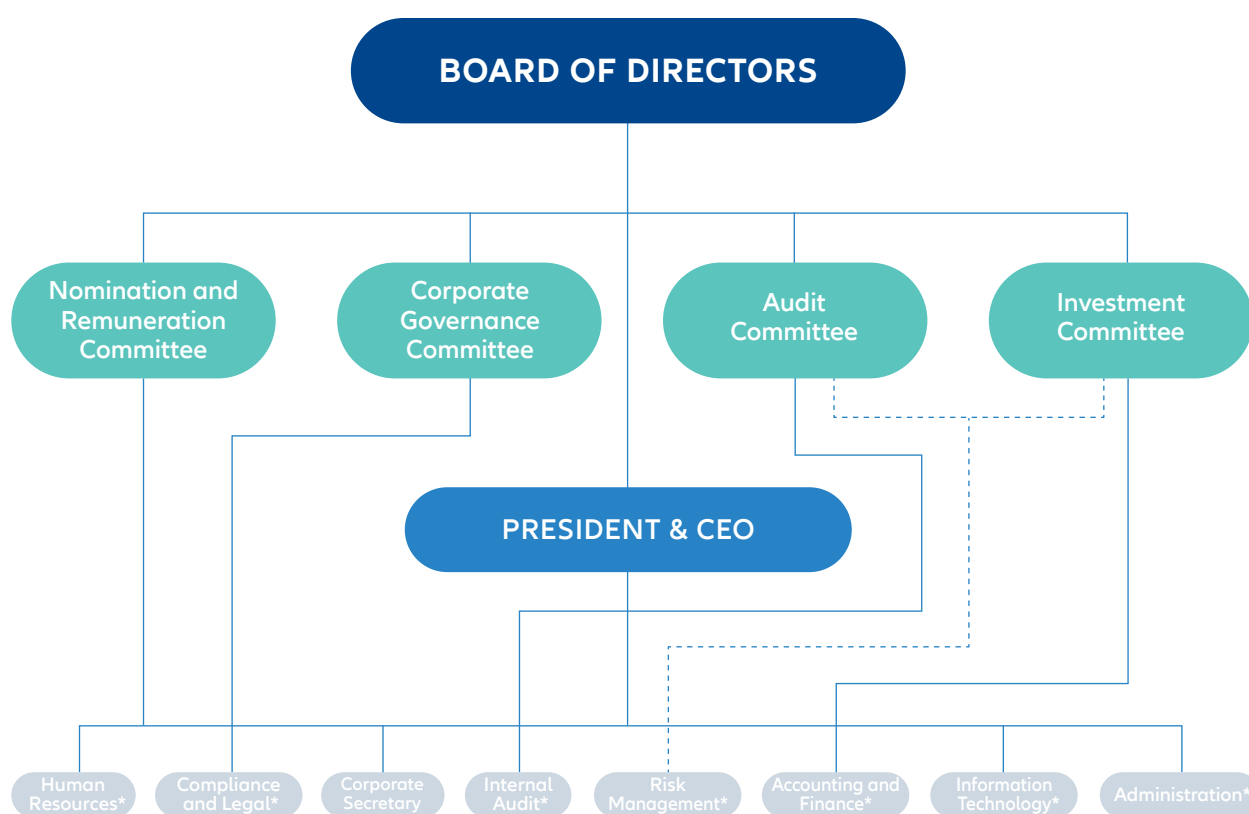 BOARD OF DIRECTORS
Nomination and
Remuneration
Committee
Corporate
Governance
Committee
Audit
Committee
Investment
Committee
PRESIDENT & CEO
Human
Resources*
Compliance
and Legal*
Corporate
Secretary
Internal
Audit*
Risk
Management*
Accounting and
Finance*
Information
Technology*
Administration*